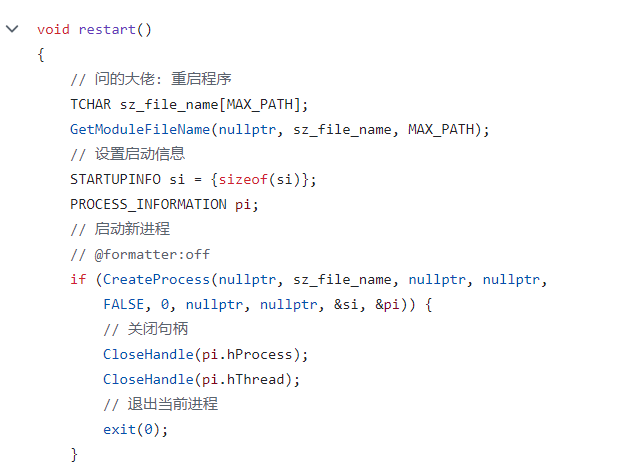 void restart()
{
    // 问的大佬: 重启程序
    TCHAR sz_file_name[MAX_PATH];
    GetModuleFileName(nullptr, sz_file_name, MAX_PATH);
    // 设置启动信息
    STARTUPINFO si = {sizeof(si)};
    PROCESS_INFORMATION pi;
    // 启动新进程
    // @formatter:off
    if (CreateProcess(nullptr, sz_file_name, nullptr, nullptr,
        FALSE, 0, nullptr, nullptr, &si, &pi)) {
        // 关闭句柄
        CloseHandle(pi.hProcess);
        CloseHandle(pi.hThread);
        // 退出当前进程
        exit(0);
    }